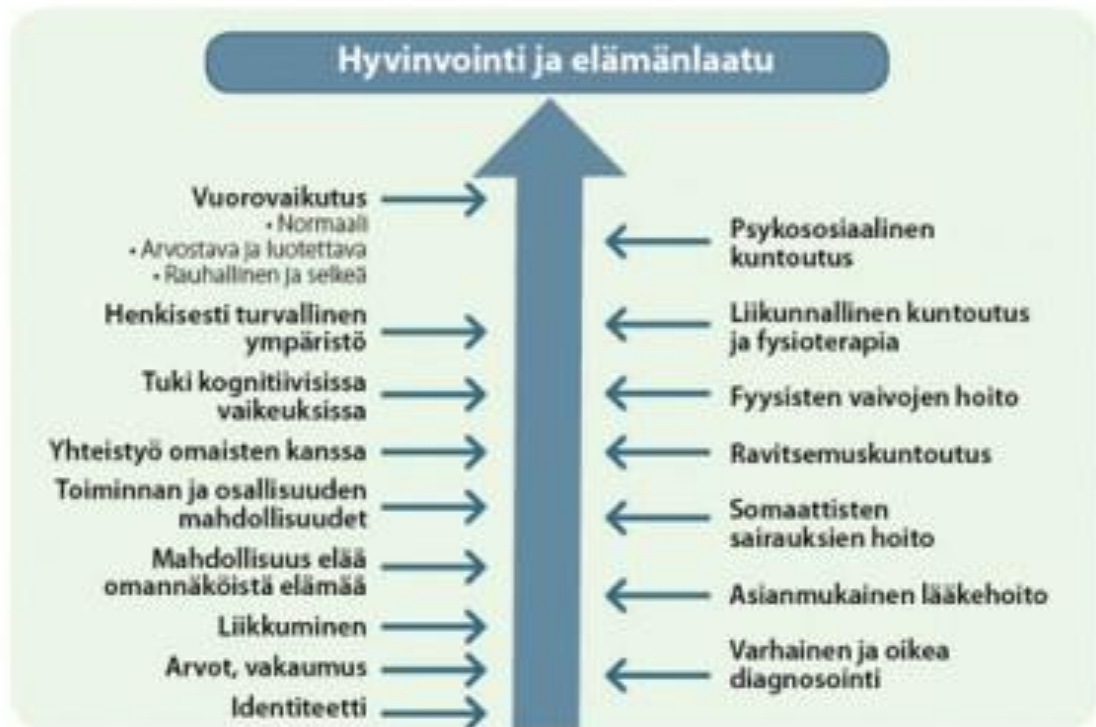 Hyvinvointi ja elämänlaatu
Vuorovaikutus
• Normaali
• Arvostava ja luotettava
• Rauhallinen ja selkeä
Henkisesti turvallinen
ympäristö
Tuki kognitiivisissa
vaikeuksissa
Yhteistyö omaisten kanssa
Toiminnan ja osallisuuden
mahdollisuudet
Mahdollisuus elää
omannäköistä elämää
Liikkuminen
Arvot, vakaumus
Identiteetti
Psykososiaalinen
kuntoutus
Liikunnallinen kuntoutus
ja fysioterapia
Fyysisten vaivojen hoito
Ravitsemuskuntoutus
Somaattisten
sairauksien hoito
Asianmukainen lääkehoito
Varhainen ja oikea
diagnosointi